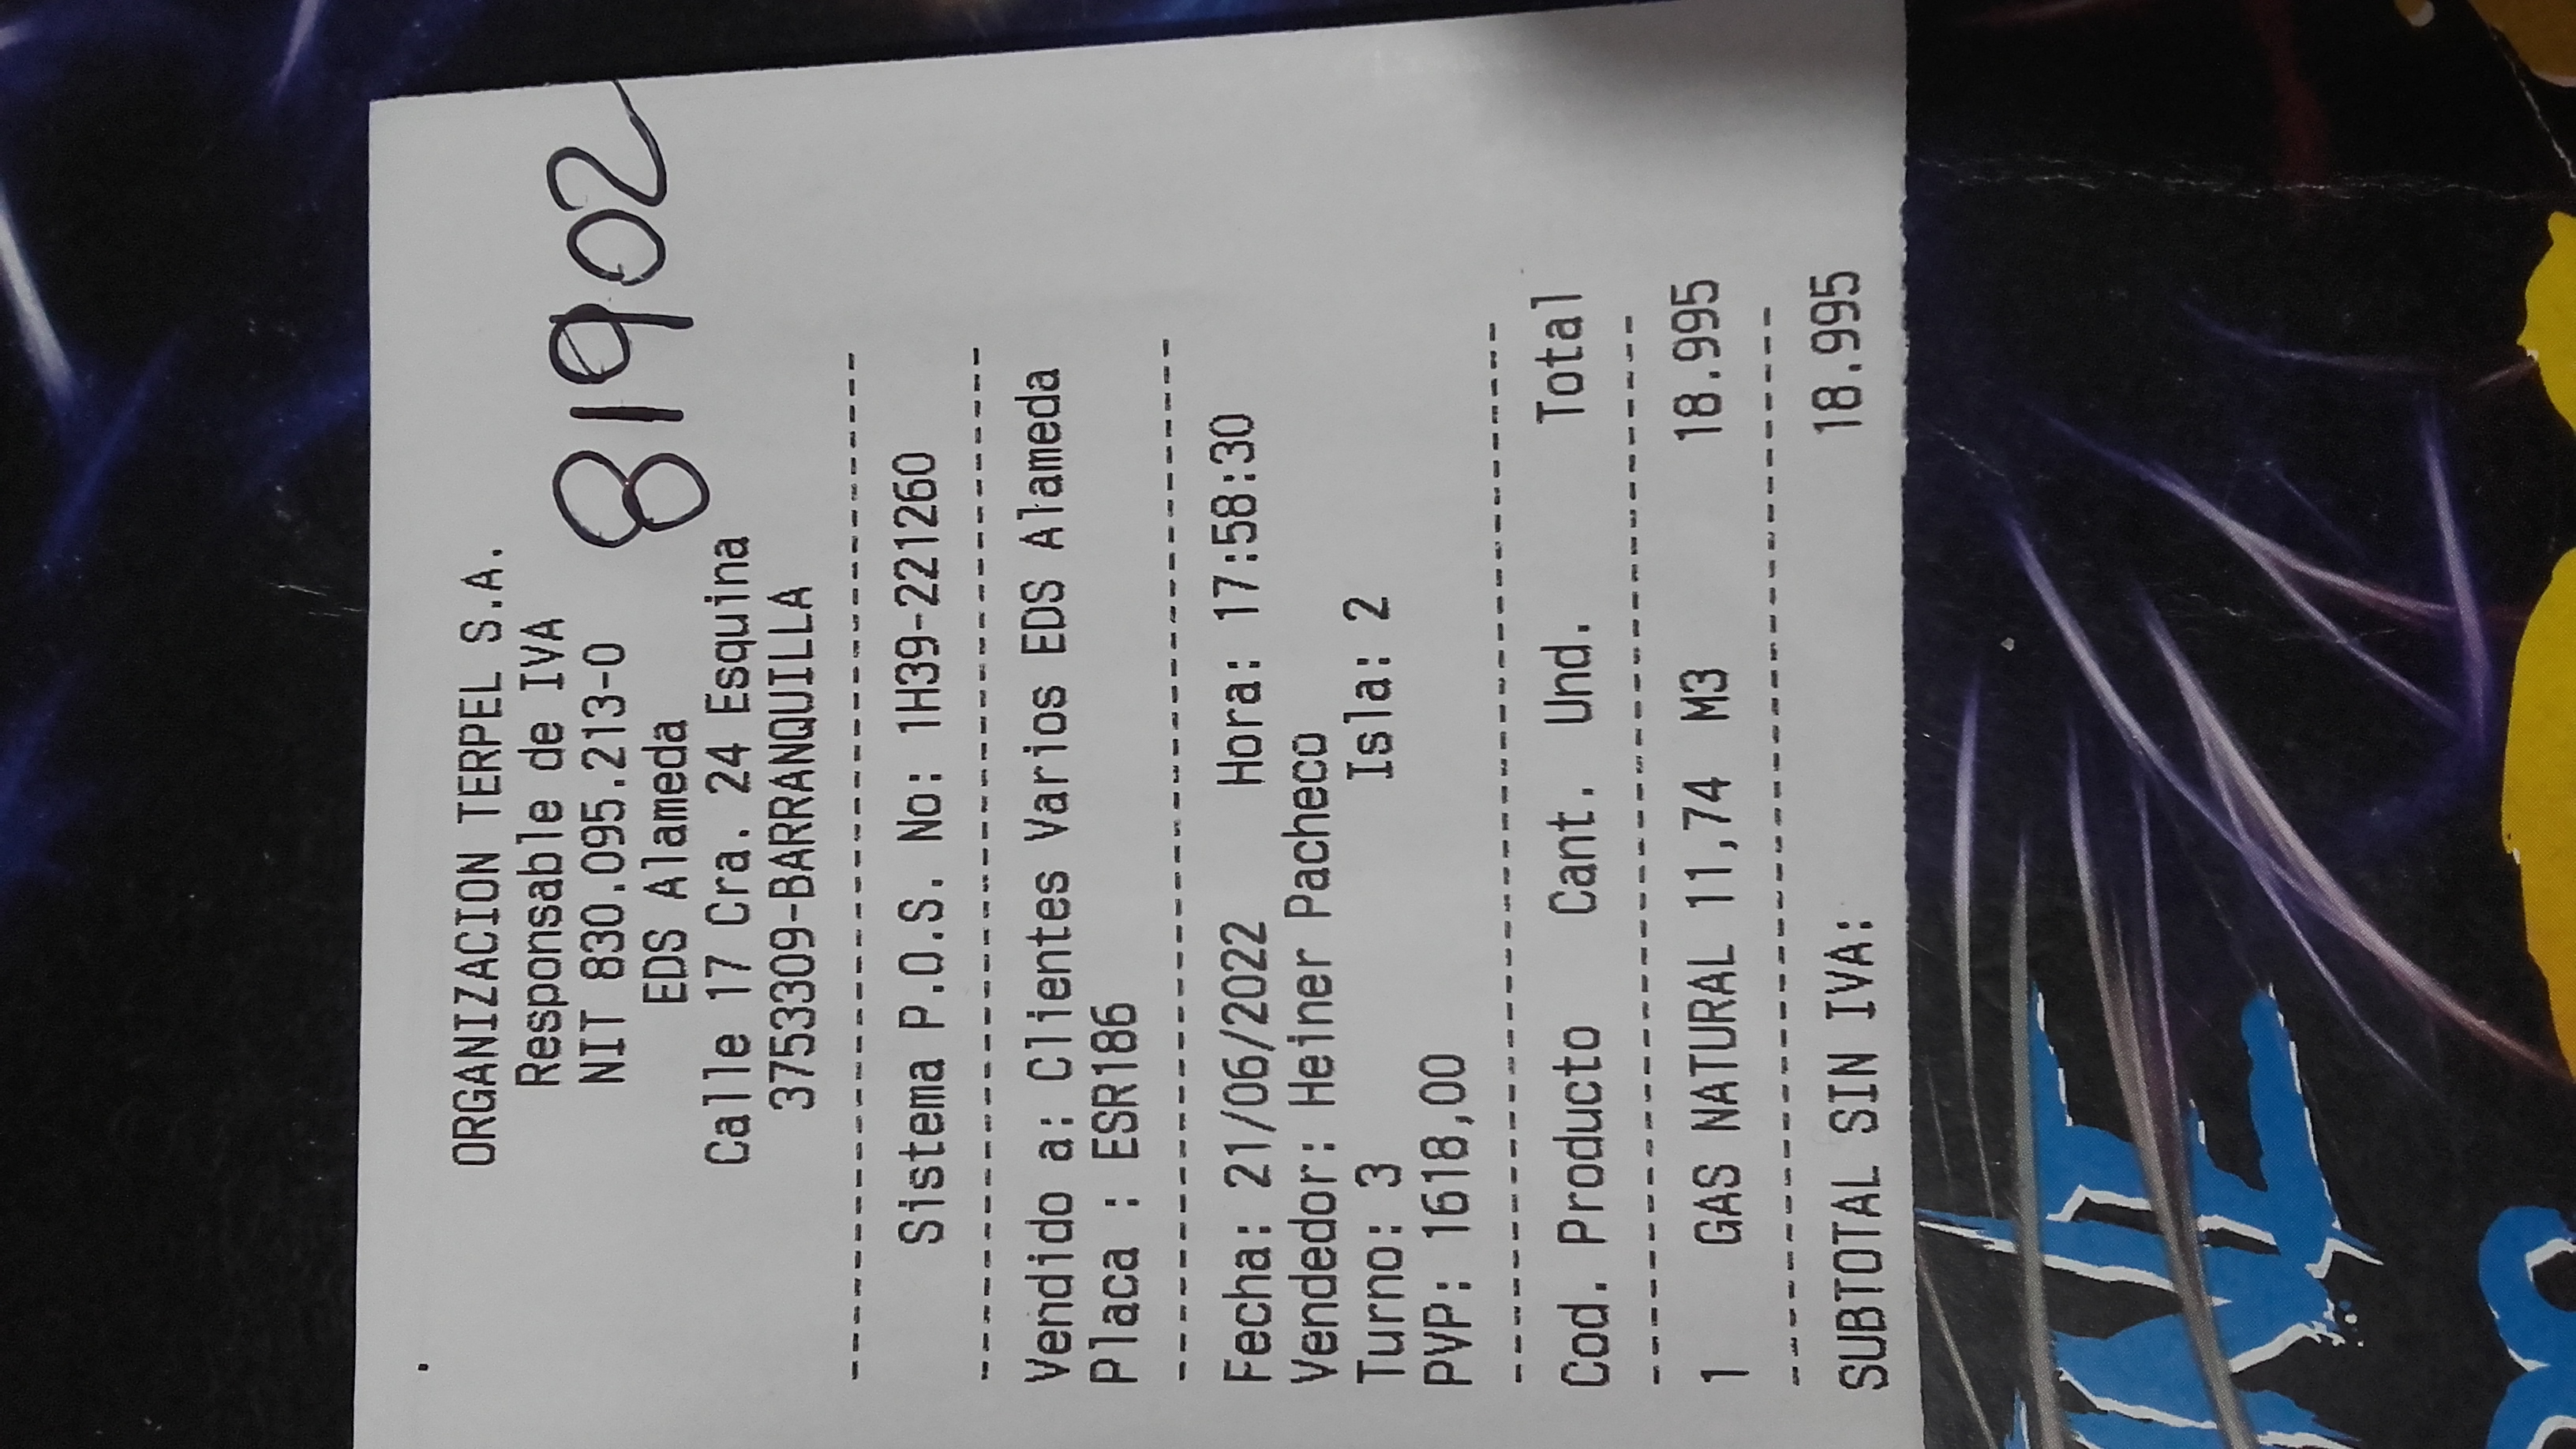 ORGANIZACION TERPEL S.A.
Responsable de IVA
81902
NIT 830.095.213-0
EDS Alameda
Calle 17 Cra. 24 Esquina
3753309-BARRANQUILLA
Sistema P.O.S. No: 1H39-221260
Vendido a: Clientes Varios EDS Alameda
Placa : ESR186
Fecha: 21/06/2022 Hora: 17:58:30
Vendedor: Heiner Pacheco
Turno: 3 Isla: 2
PVP: 1618,00
Cod. Producto Cant. Und. Total
1 GAS NATURAL 11,74 M3 18.995
SUBTOTAL SIN IVA: 18.995